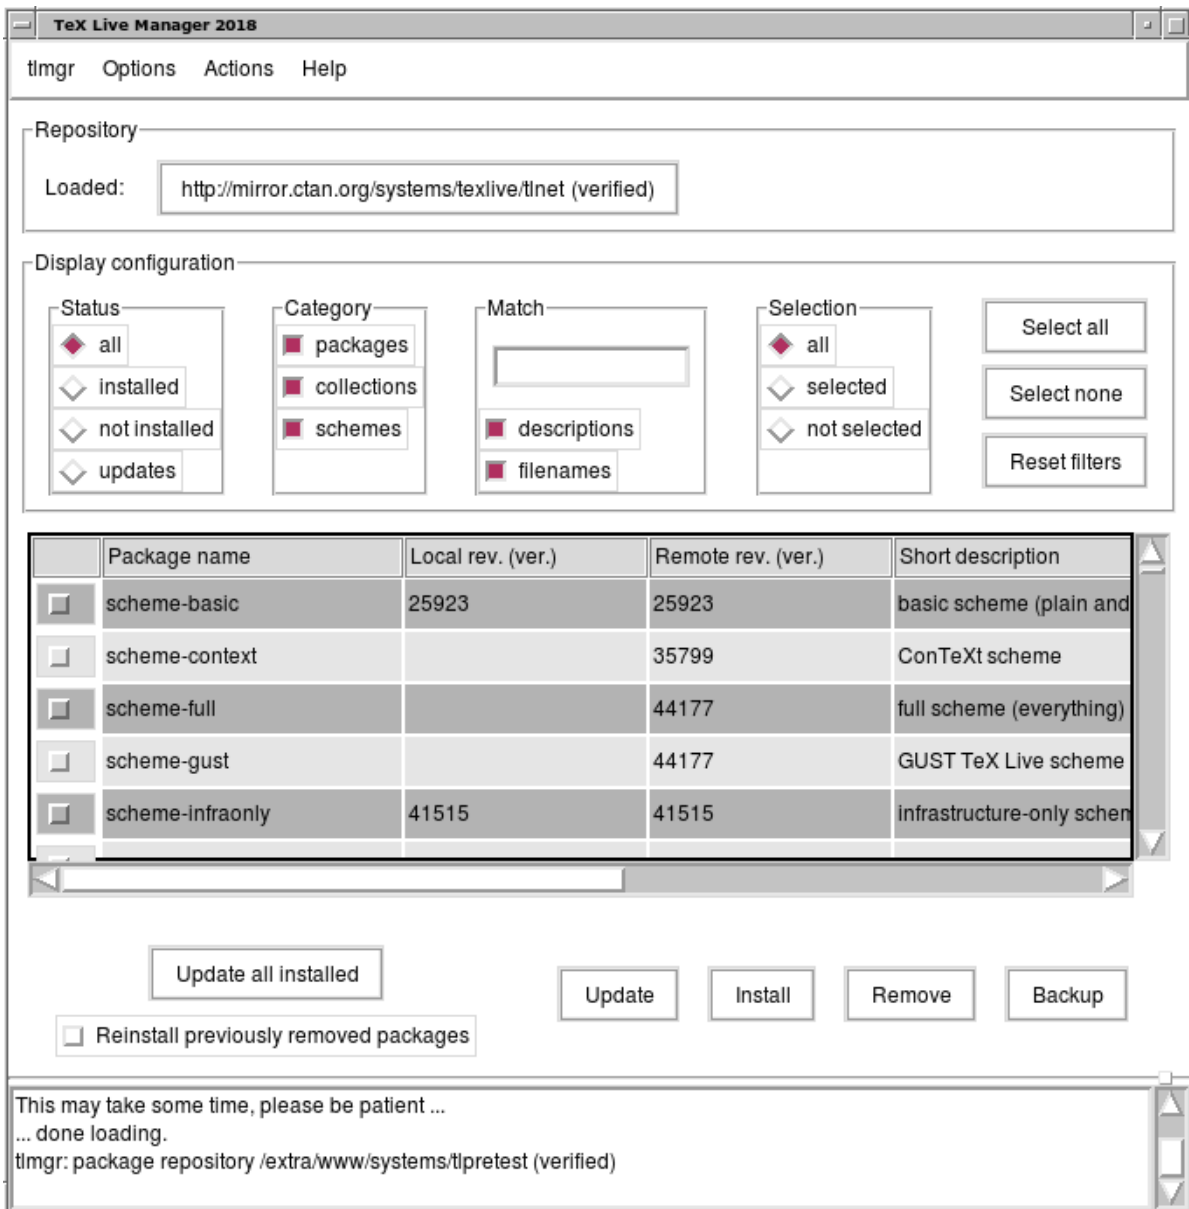 TeX Live Manager 2018
tlmgr Options Actions Help
Repository
Loaded: http://mirror.ctan.org/systems/texlive/tlnet (verified)
Display configuration
Status Category Match Selection
all packages all Select all
installed collections selected Select none
not installed schemes descriptions not selected
updates filenames Reset filters
Package name Local rev. (ver.) Remote rev. (ver.) Short description
scheme-basic 25923 25923 basic scheme (plain and
scheme-context 35799 ConTeXt scheme
scheme-full 44177 full scheme (everything)
scheme-gust 44177 GUST TeX Live scheme
scheme-infraonly 41515 41515 infrastructure-only schem
Update all installed Update Install Remove Backup
Reinstall previously removed packages
This may take some time, please be patient ...
... done loading.
tlmgr: package repository /extra/www/systems/tlpretest (verified)